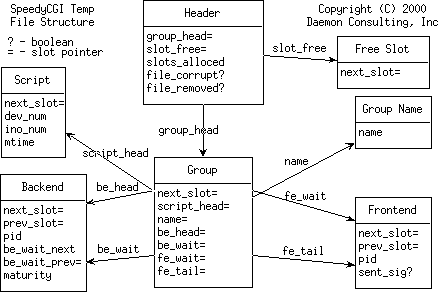 SpeedyCGI Temp
File Structure
? - boolean
= - slot pointer
Header
group_head=
slot_free=
slots_alloced
file_corrupt?
file_removed?
Copyright (C) 2000
Daemon Consulting, Inc
slot_free
Free Slot
next_slot=
Script
next_slot=
dev_num
ino_num
mtime
group_head
Group Name
name
script_head
name
Backend
next_slot=
prev_slot=
pid
be_wait_next
be_wait_prev=
maturity
be_head
be_wait
Group
next_slot=
script_head=
name=
be_head=
be_wait=
fe_wait=
fe_tail=
fe_wait
fe_tail
Frontend
next_slot=
prev_slot=
pid
sent_sig?